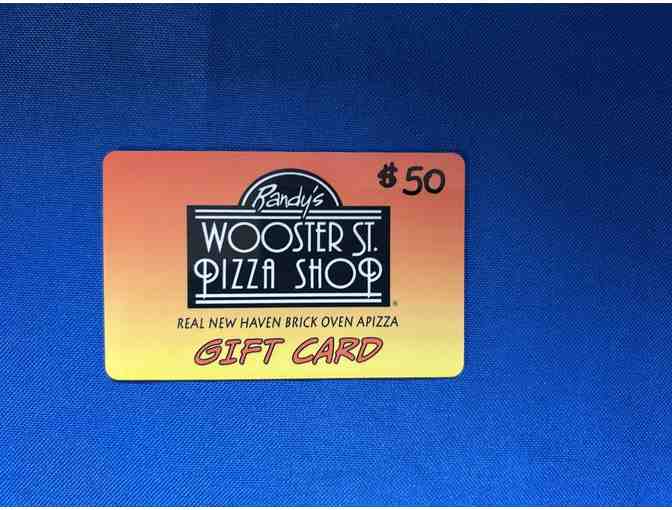 $50
Randy's
WOOSTER ST.
PIZZA SHOP
REAL NEW HAVEN BRICK OVEN APIZZA
GIFT CARD